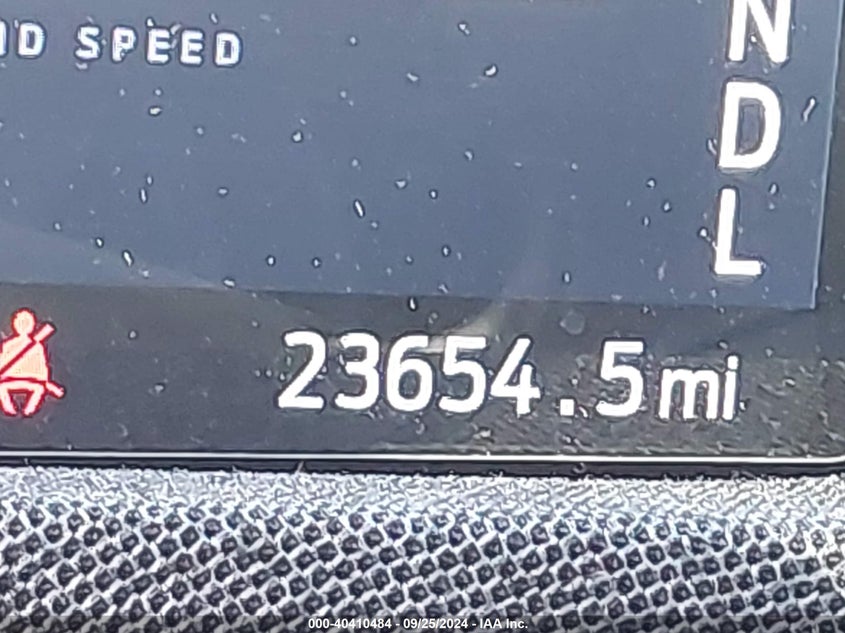 SPEED
N
D
L
23654.5mi
000-40410484 - 09/25/2024 - IAA Inc.